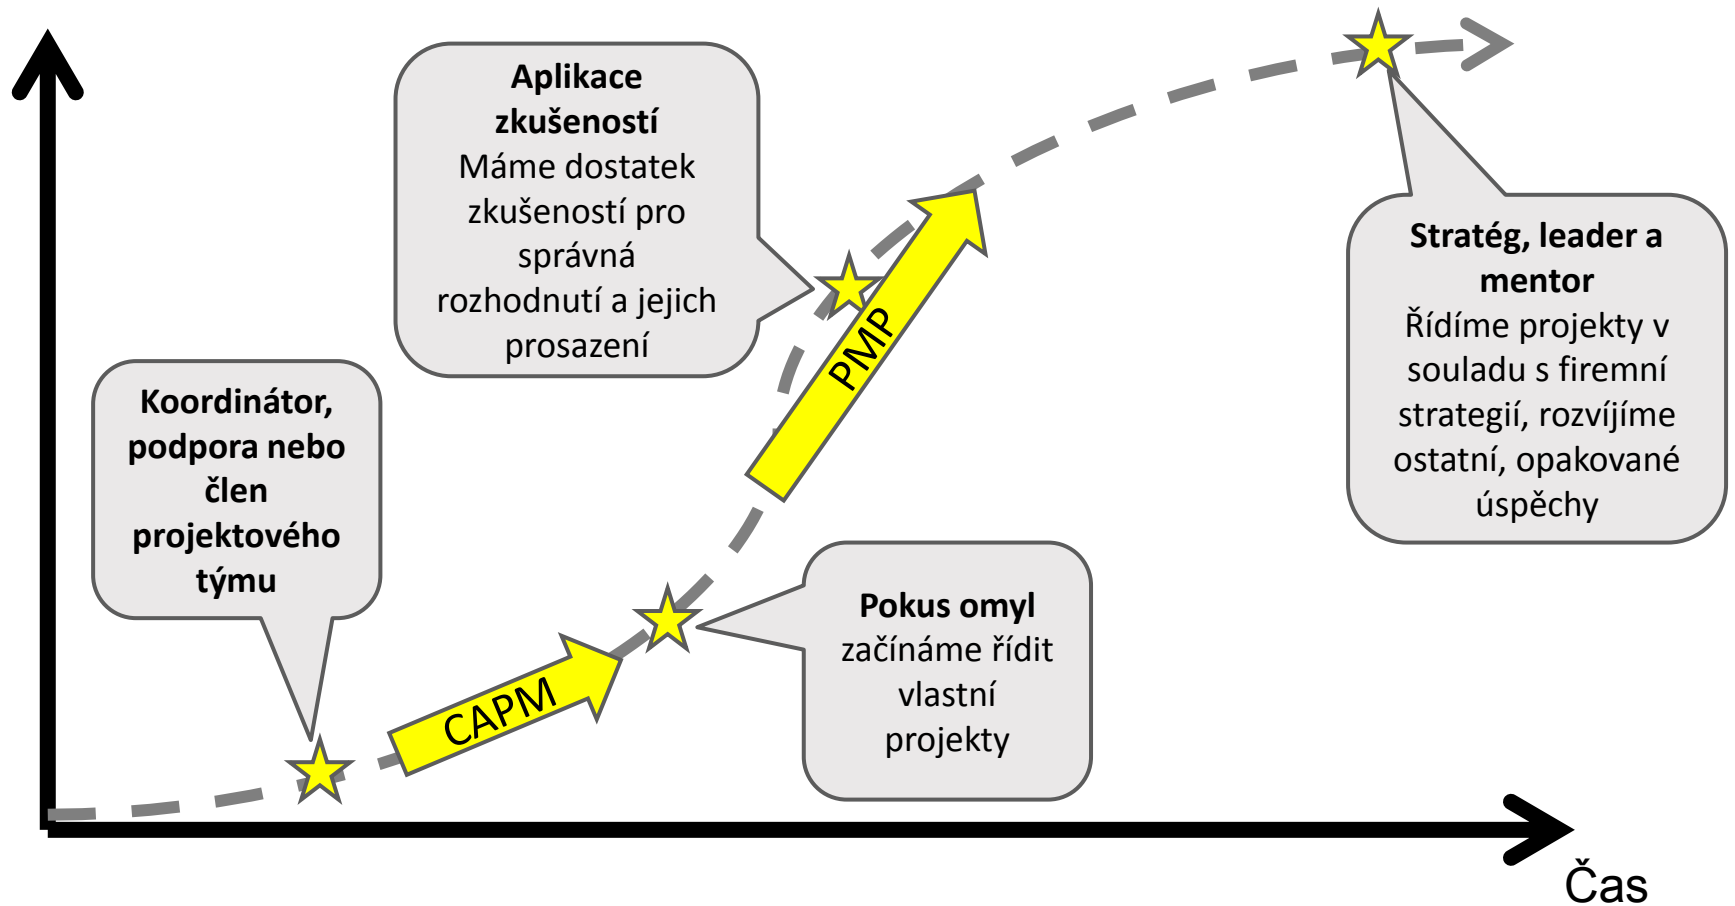 Aplikace
zkušeností
Máme dostatek
zkušeností pro
správná
rozhodnutí a jejich
prosazení
Stratég, leader a
mentor
Řídíme projekty v
souladu s firemní
strategií, rozvíjíme
ostatní, opakované
úspěchy
PMP
Koordinátor,
podpora nebo
člen
projektového
týmu
Pokus omyl
začínáme řídit
vlastní
projekty
CAPM
Čas